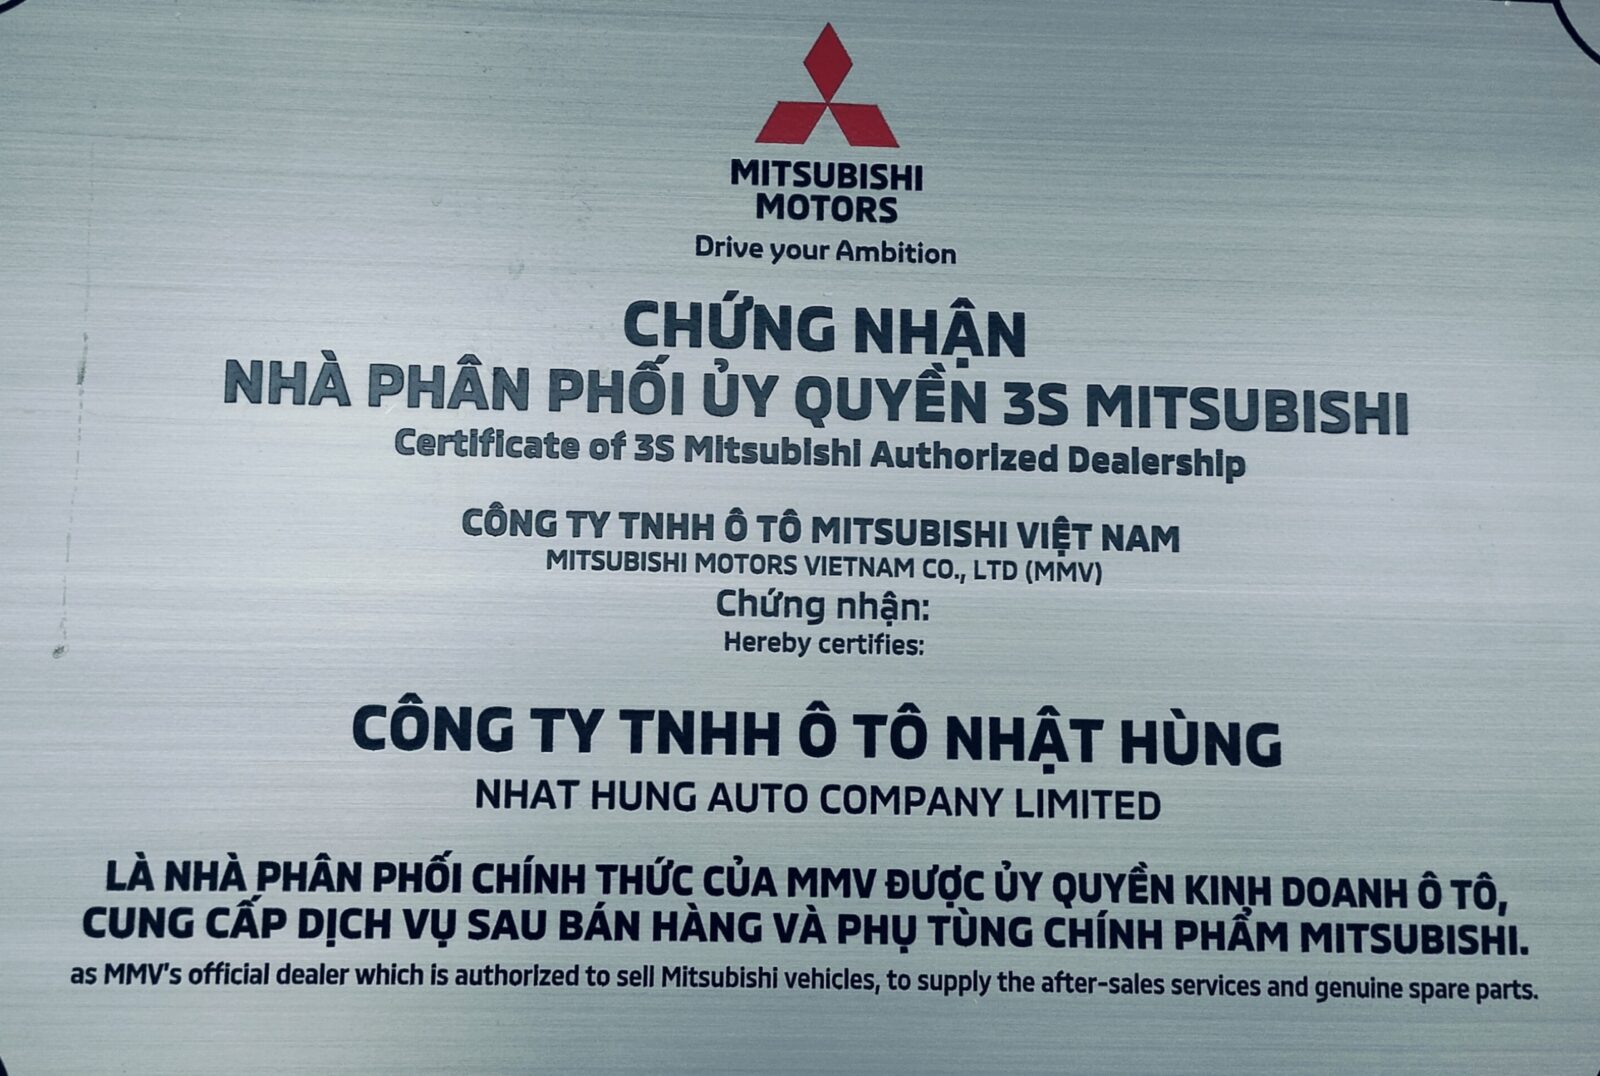 MITSUBISHI
MOTORS
Drive your Ambition
CHỨNG NHẬN
NHÀ PHÂN PHỐI ỦY QUYỀN 3S MITSUBISHI
Certificate of 3S Mitsubishi Authorized Dealership
CÔNG TY TNHH Ô TÔ MITSUBISHI VIỆT NAM
MITSUBISHI MOTORS VIETNAM CO., LTD (MMV)
Chứng nhận:
Hereby certifies:
CÔNG TY TNHH Ô TÔ NHẬT HÙNG
NHAT HUNG AUTO COMPANY LIMITED
LÀ NHÀ PHÂN PHỐI CHÍNH THỨC CỦA MMV ĐƯỢC ỦY QUYỀN KINH DOANH Ô TÔ,
CUNG CẤP DỊCH VỤ SAU BÁN HÀNG VÀ PHỤ TÙNG CHÍNH PHẨM MITSUBISHI.
as MMV's official dealer which is authorized to sell Mitsubishi vehicles, to supply the after-sales services and genuine spare parts.